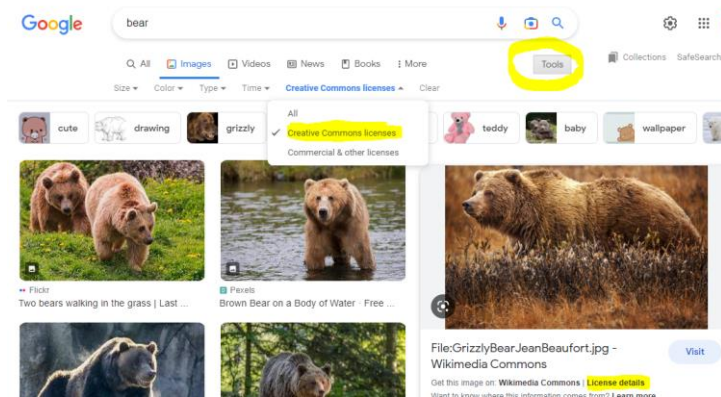 Google
bear
All Images Videos News Books More Tools Collections SafeSearch
Size Color Type Time Creative Commons licenses Clear
All
Creative Commons licenses
Commercial & other licenses
cute drawing grizzly teddy baby wallpaper
Flickr
Two bears walking in the grass | Last ...
Pexels
Brown Bear on a Body of Water · Free ...
File:GrizzlyBearJeanBeaufort.jpg -
Wikimedia Commons
Visit
Get this image on: Wikimedia Commons | License details
Want to know where this information comes from? Learn more